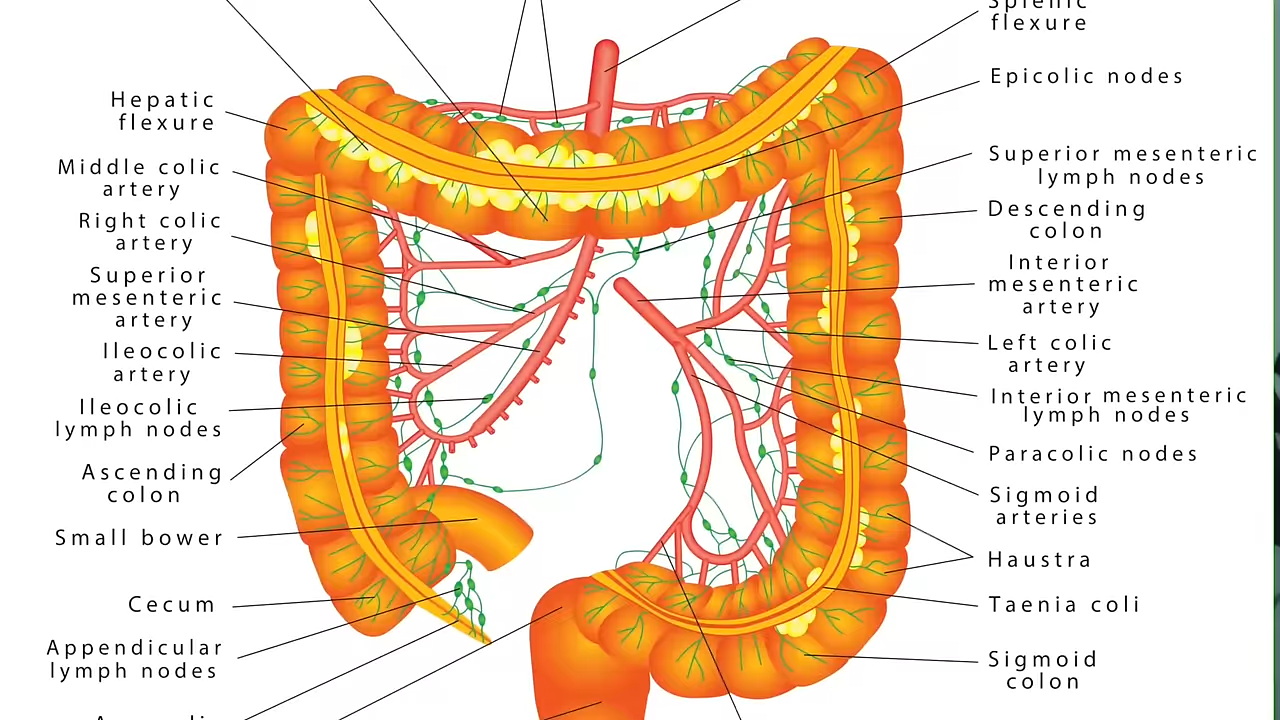 Hepatic
flexure
Middle colic
artery
Right colic
artery
Superior
mesenteric
artery
Ileocolic
artery
Ileocolic
lymph nodes
Ascending
colon
Small bower
Cecum
Appendicular
lymph nodes
Splenic
flexure
Epicolic nodes
Superior mesenteric
lymph nodes
Descending
colon
Interior
mesenteric
artery
Left colic
artery
Interior mesenteric
lymph nodes
Paracolic nodes
Sigmoid
arteries
Haustra
Taenia coli
Sigmoid
colon